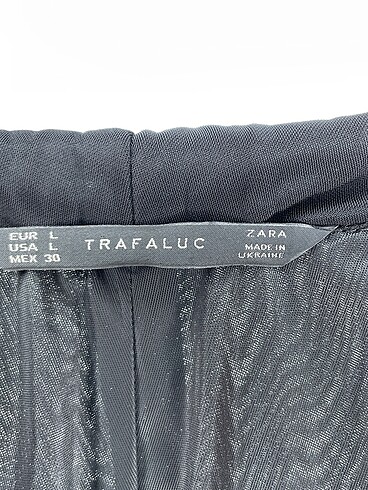 EUR L
USA L
MEX 30
TRAFALUC
ZARA
MADE IN
UKRAINE